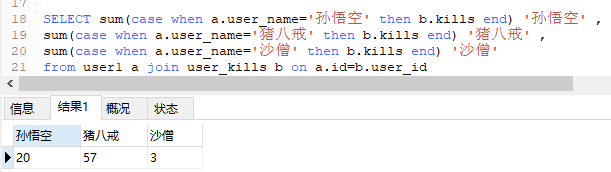 17
18 SELECT sum(case when a.user_name='孙悟空' then b.kills end) '孙悟空' ,
19 sum(case when a.user_name='猪八戒' then b.kills end) '猪八戒' ,
20 sum(case when a.user_name='沙僧' then b.kills end) '沙僧'
21 from user1 a join user_kills b on a.id=b.user_id
信息 结果1 概况 状态
孙悟空 猪八戒 沙僧
20 57 3